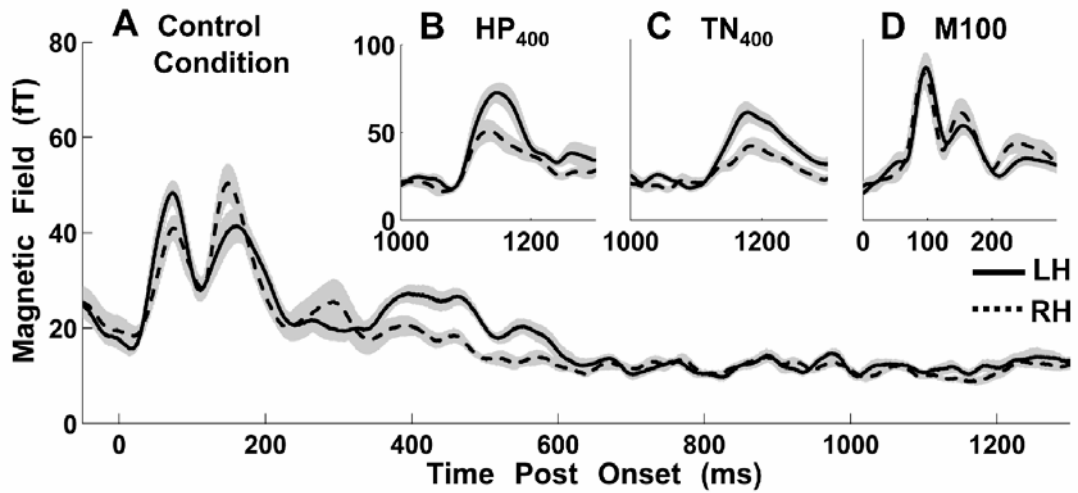 A Control Condition
B HP400
C TN400
D M100
Magnetic Field (fT)
80
60
40
20
0
100
50
0
1000 1200
1000 1200
0 100 200
LH
RH
0 200 400 600 800 1000 1200
Time Post Onset (ms)